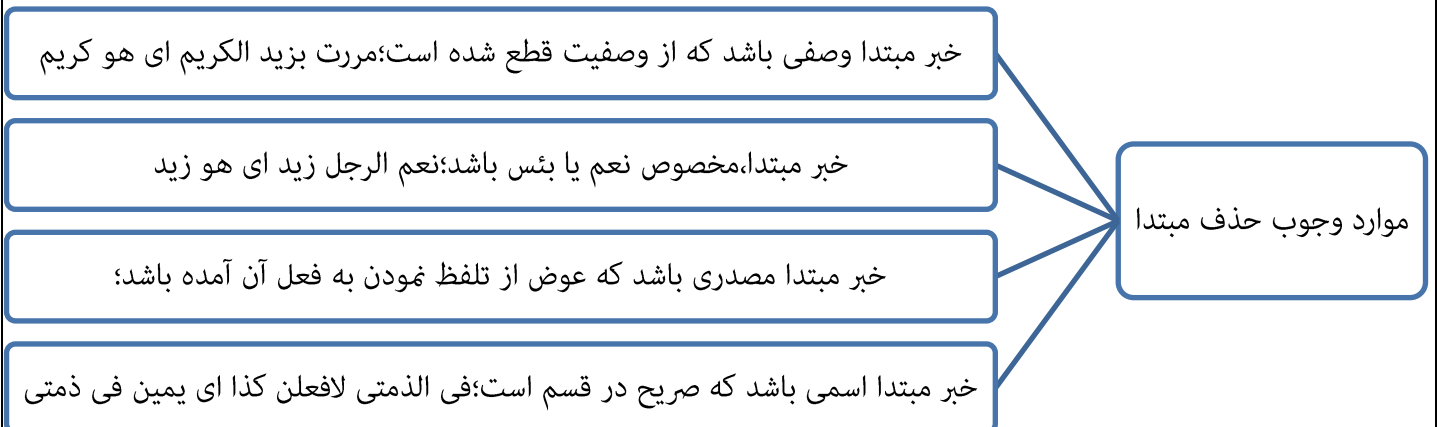 موارد وجوب حذف مبتدا
خبر مبتدا وصفی باشد که از وصفیت قطع شده است؛مررت بزید الکریم ای هو کریم
خبر مبتدا،مخصوص نعم یا بئس باشد؛نعم الرجل زید ای هو زید
خبر مبتدا مصدری باشد که عوض از تلفظ نمودن به فعل آن آمده باشد؛
خبر مبتدا اسمی باشد که صریح در قسم است؛فی الذمتی لافعلن کذا ای یمین فی ذمتی